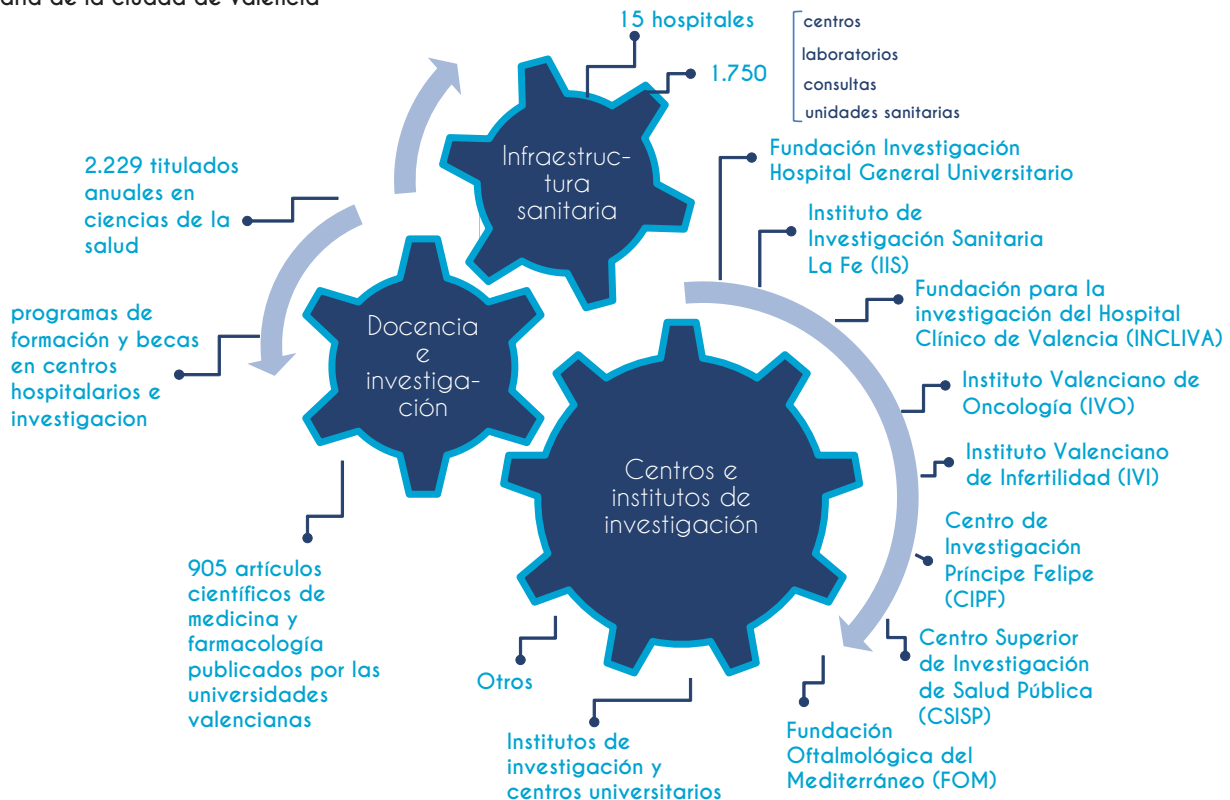 de la ciudad de Valencia
15 hospitales
1.750
centros
laboratorios
consultas
unidades sanitarias
Infraestruc-
tura
sanitaria
2.229 titulados
anuales en
ciencias de la
salud
programas de
formación y becas
en centros
hospitalarios e
investigacion
Docencia
e
investiga-
ción
905 artículos
científicos de
medicina y
farmacología
publicados por las
universidades
valencianas
Centros e
institutos de
investigación
Fundación Investigación
Hospital General Universitario
Instituto de
Investigación Sanitaria
La Fe (IIS)
Fundación para la
investigación del Hospital
Clínico de Valencia (INCLIVA)
Instituto Valenciano de
Oncología (IVO)
Instituto Valenciano
de Infertilidad (IVI)
Centro de
Investigación
Príncipe Felipe
(CIPF)
Centro Superior
de Investigación
de Salud Pública
(CSISP)
Fundación
Oftalmológica del
Mediterráneo (FOM)
Institutos de
investigación y
centros universitarios
Otros